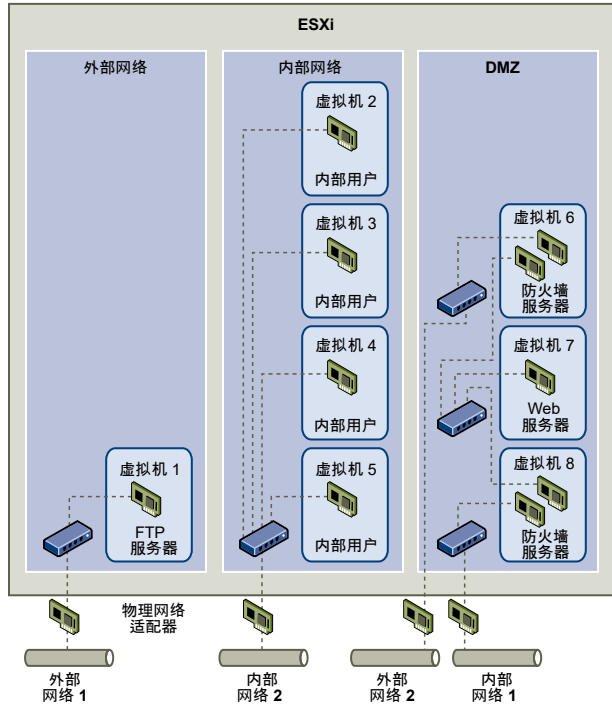 ESXi
外部网络
虚拟机 1
FTP
服务器
内部网络
虚拟机 2
内部用户
虚拟机 3
内部用户
虚拟机 4
内部用户
虚拟机 5
内部用户
DMZ
虚拟机 6
防火墙
服务器
虚拟机 7
Web
服务器
虚拟机 8
防火墙
服务器
物理网络
适配器
外部
网络 1
内部
网络 2
外部
网络 2
内部
网络 1